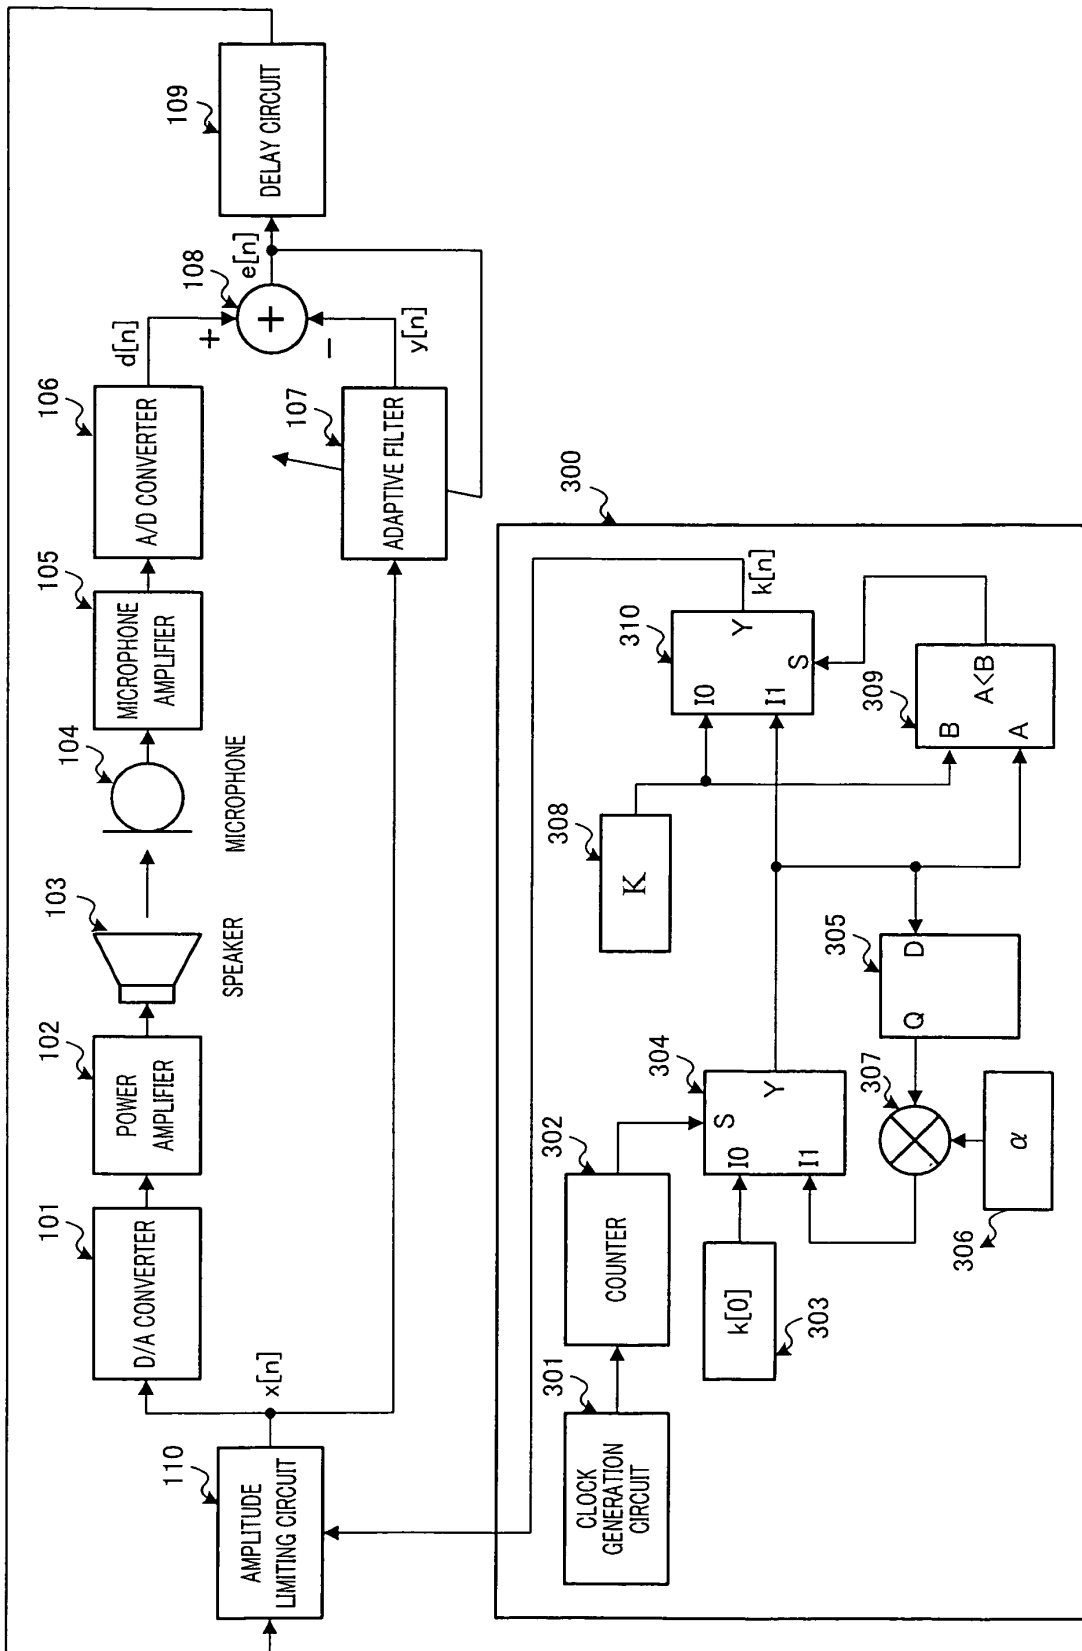 110
AMPLITUDE
LIMITING CIRCUIT
x[n]
101
D/A CONVERTER
102
POWER
AMPLIFIER
103
SPEAKER
104
MICROPHONE
105
MICROPHONE
AMPLIFIER
106
A/D CONVERTER
d[n]
+
−
108
+
e[n]
y[n]
107
ADAPTIVE FILTER
109
DELAY CIRCUIT
300
301
CLOCK
GENERATION
CIRCUIT
302
COUNTER
303
k[0]
304
S
I0
I1
Y
305
D
Q
306
α
307
308
K
309
B
A<B
A
310
I0
I1
S
Y
k[n]